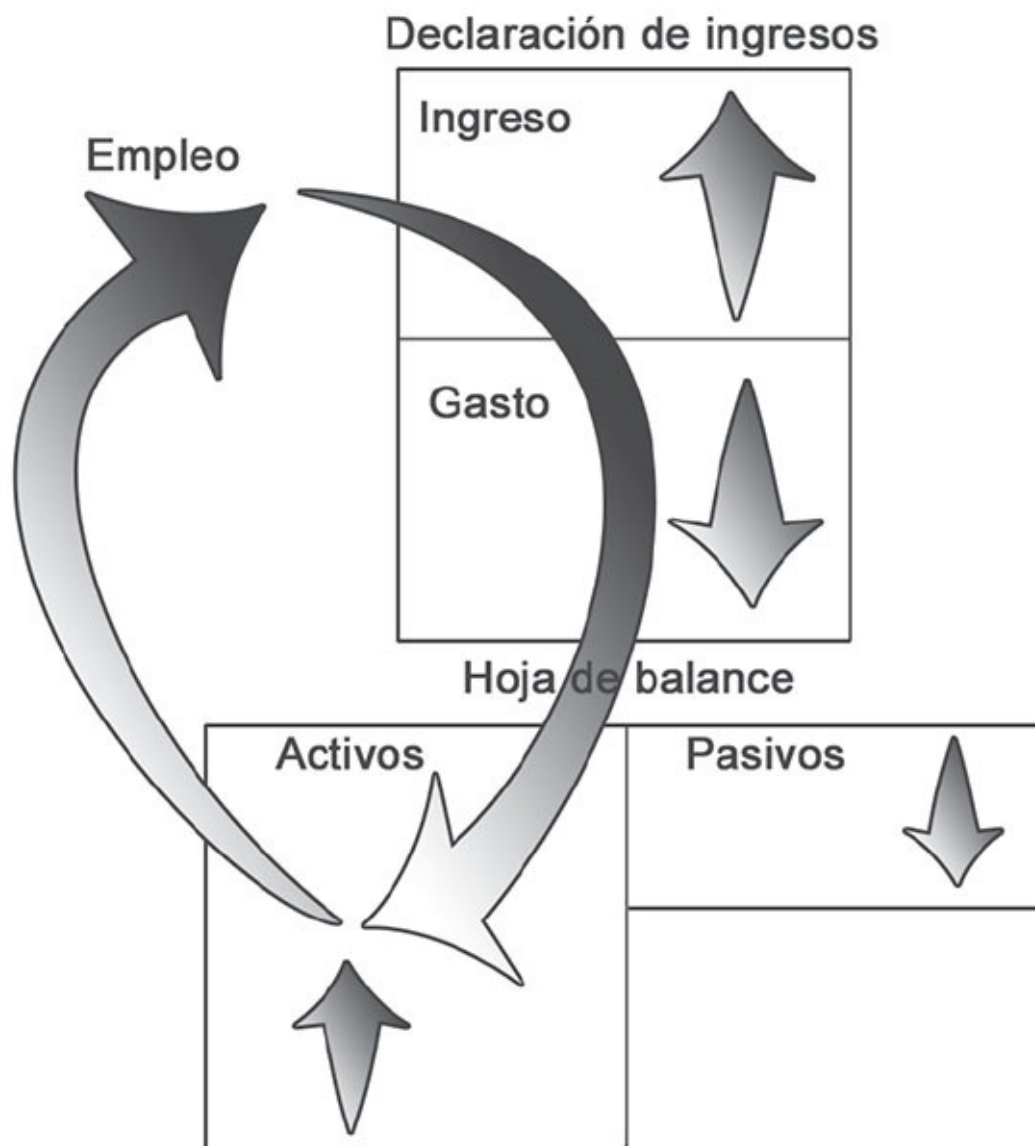 Declaración de ingresos
Ingreso
Empleo
Gasto
Hoja de balance
Activos
Pasivos